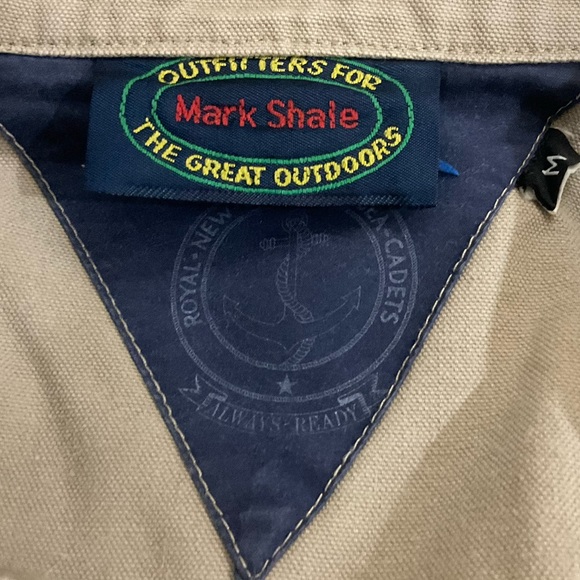 OUTFITTERS FOR
Mark Shale
THE GREAT OUTDOORS
M
ROYAL·NEW
A-CADETS
ALWAYS·READY